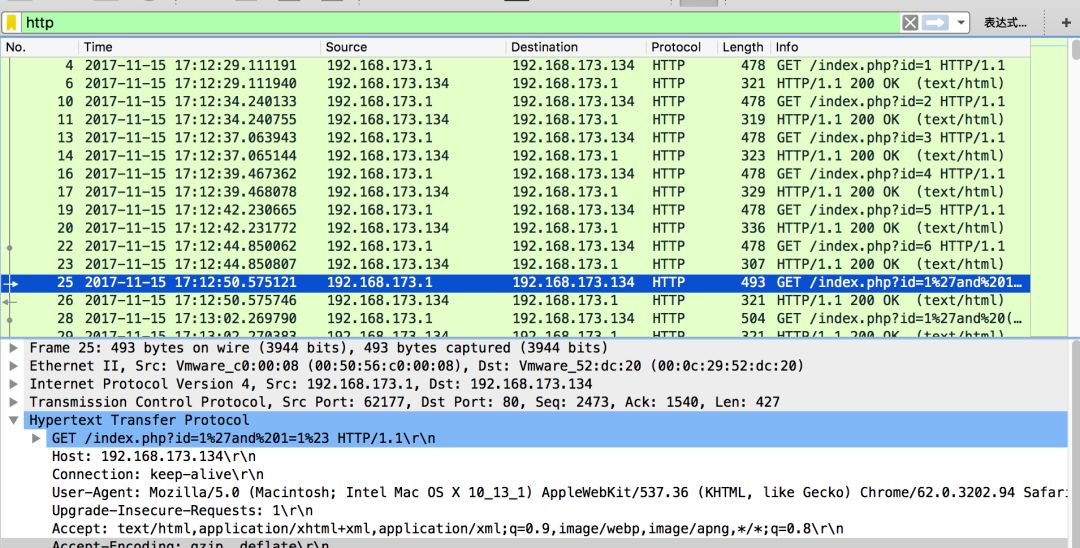 http
表达式…
+
No. Time Source Destination Protocol Length Info
4 2017-11-15 17:12:29.111191 192.168.173.1 192.168.173.134 HTTP 478 GET /index.php?id=1 HTTP/1.1
6 2017-11-15 17:12:29.111940 192.168.173.134 192.168.173.1 HTTP 321 HTTP/1.1 200 OK (text/html)
10 2017-11-15 17:12:34.240133 192.168.173.1 192.168.173.134 HTTP 478 GET /index.php?id=2 HTTP/1.1
11 2017-11-15 17:12:34.240755 192.168.173.134 192.168.173.1 HTTP 319 HTTP/1.1 200 OK (text/html)
13 2017-11-15 17:12:37.063943 192.168.173.1 192.168.173.134 HTTP 478 GET /index.php?id=3 HTTP/1.1
14 2017-11-15 17:12:37.065144 192.168.173.134 192.168.173.1 HTTP 323 HTTP/1.1 200 OK (text/html)
16 2017-11-15 17:12:39.467362 192.168.173.1 192.168.173.134 HTTP 478 GET /index.php?id=4 HTTP/1.1
17 2017-11-15 17:12:39.468078 192.168.173.134 192.168.173.1 HTTP 329 HTTP/1.1 200 OK (text/html)
19 2017-11-15 17:12:42.230665 192.168.173.1 192.168.173.134 HTTP 478 GET /index.php?id=5 HTTP/1.1
20 2017-11-15 17:12:42.231772 192.168.173.134 192.168.173.1 HTTP 336 HTTP/1.1 200 OK (text/html)
22 2017-11-15 17:12:44.850062 192.168.173.1 192.168.173.134 HTTP 478 GET /index.php?id=6 HTTP/1.1
23 2017-11-15 17:12:44.850807 192.168.173.134 192.168.173.1 HTTP 307 HTTP/1.1 200 OK (text/html)
25 2017-11-15 17:12:50.575121 192.168.173.1 192.168.173.134 HTTP 493 GET /index.php?id=1%27and%201…
26 2017-11-15 17:12:50.575746 192.168.173.134 192.168.173.1 HTTP 321 HTTP/1.1 200 OK (text/html)
28 2017-11-15 17:13:02.269790 192.168.173.1 192.168.173.134 HTTP 504 GET /index.php?id=1%27and%20(…
29 2017-11-15 17:13:02.270383 192.168.173.134 192.168.173.1 HTTP 321 HTTP/1.1 200 OK (text/html)
Frame 25: 493 bytes on wire (3944 bits), 493 bytes captured (3944 bits)
Ethernet II, Src: Vmware_c0:00:08 (00:50:56:c0:00:08), Dst: Vmware_52:dc:20 (00:0c:29:52:dc:20)
Internet Protocol Version 4, Src: 192.168.173.1, Dst: 192.168.173.134
Transmission Control Protocol, Src Port: 62177, Dst Port: 80, Seq: 2473, Ack: 1540, Len: 427
Hypertext Transfer Protocol
GET /index.php?id=1%27and%201=1%23 HTTP/1.1\r\n
Host: 192.168.173.134\r\n
Connection: keep-alive\r\n
User-Agent: Mozilla/5.0 (Macintosh; Intel Mac OS X 10_13_1) AppleWebKit/537.36 (KHTML, like Gecko) Chrome/62.0.3202.94 Safar
Upgrade-Insecure-Requests: 1\r\n
Accept: text/html,application/xhtml+xml,application/xml;q=0.9,image/webp,image/apng,*/*;q=0.8\r\n
Accept-Encoding: gzip, deflate\r\n